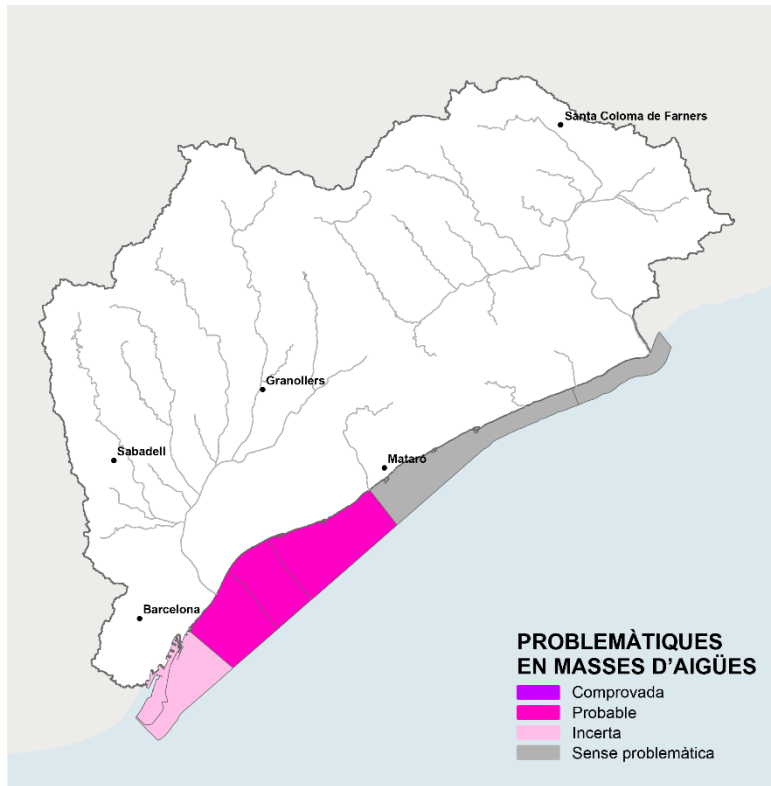 Santa Coloma de Farners
Granollers
Sabadell
Mataró
Barcelona
PROBLEMÀTIQUES
EN MASSES D'AIGÜES
Comprovada
Probable
Incerta
Sense problemàtica